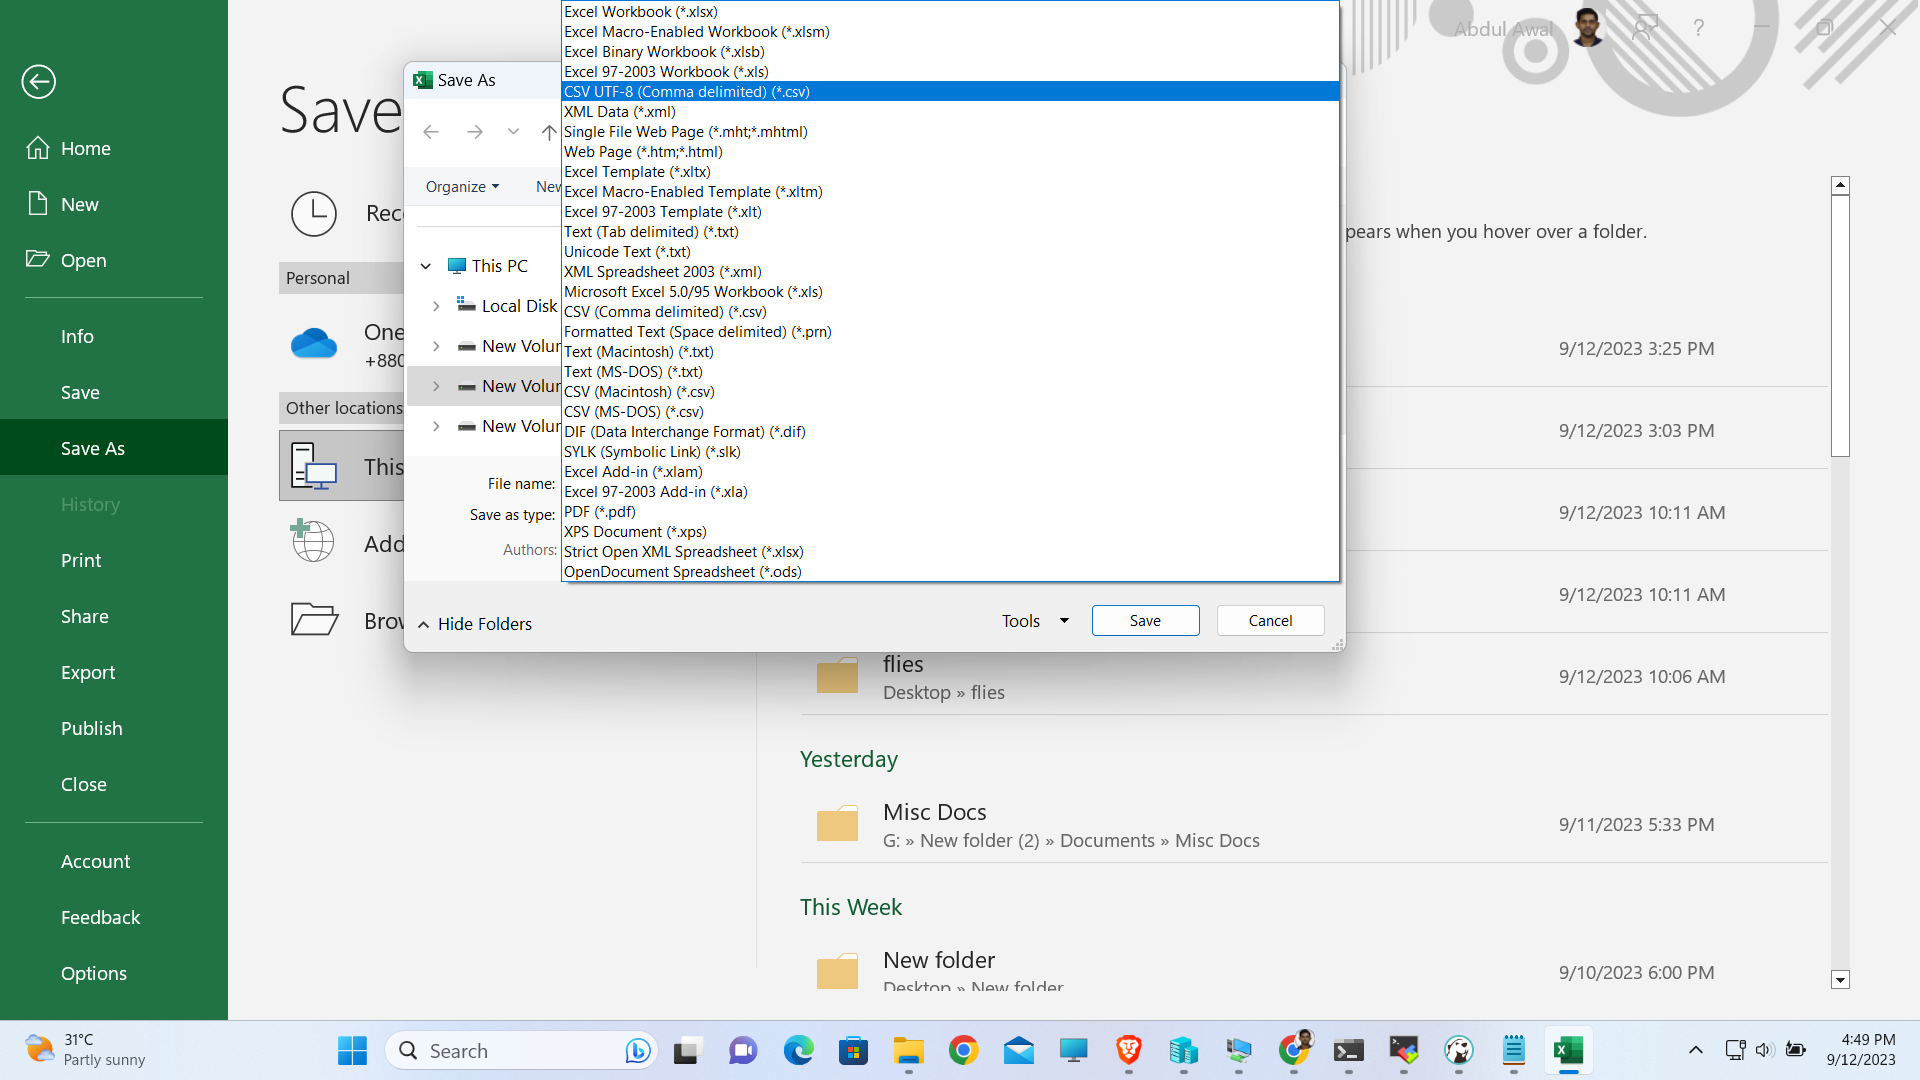 Abdul Awal
?
Home
New
Open
Info
Save
Save As
History
Print
Share
Export
Publish
Close
Account
Feedback
Options
Save
Rec
Personal
One
+880
Other locations
This
Add
Brow
Save As
Organize
New
This PC
Local Disk
New Volum
New Volum
New Volum
File name:
Save as type:
Authors:
Excel Workbook (*.xlsx)
Excel Macro-Enabled Workbook (*.xlsm)
Excel Binary Workbook (*.xlsb)
Excel 97-2003 Workbook (*.xls)
CSV UTF-8 (Comma delimited) (*.csv)
XML Data (*.xml)
Single File Web Page (*.mht;*.mhtml)
Web Page (*.htm;*.html)
Excel Template (*.xltx)
Excel Macro-Enabled Template (*.xltm)
Excel 97-2003 Template (*.xlt)
Text (Tab delimited) (*.txt)
Unicode Text (*.txt)
XML Spreadsheet 2003 (*.xml)
Microsoft Excel 5.0/95 Workbook (*.xls)
CSV (Comma delimited) (*.csv)
Formatted Text (Space delimited) (*.prn)
Text (Macintosh) (*.txt)
Text (MS-DOS) (*.txt)
CSV (Macintosh) (*.csv)
CSV (MS-DOS) (*.csv)
DIF (Data Interchange Format) (*.dif)
SYLK (Symbolic Link) (*.slk)
Excel Add-in (*.xlam)
Excel 97-2003 Add-in (*.xla)
PDF (*.pdf)
XPS Document (*.xps)
Strict Open XML Spreadsheet (*.xlsx)
OpenDocument Spreadsheet (*.ods)
Hide Folders
Tools
Save
Cancel
pears when you hover over a folder.
9/12/2023 3:25 PM
9/12/2023 3:03 PM
9/12/2023 10:11 AM
9/12/2023 10:11 AM
flies
Desktop » flies
9/12/2023 10:06 AM
Yesterday
Misc Docs
G: » New folder (2) » Documents » Misc Docs
9/11/2023 5:33 PM
This Week
New folder
Desktop » New folder
9/10/2023 6:00 PM
31°C
Partly sunny
Search
4:49 PM
9/12/2023